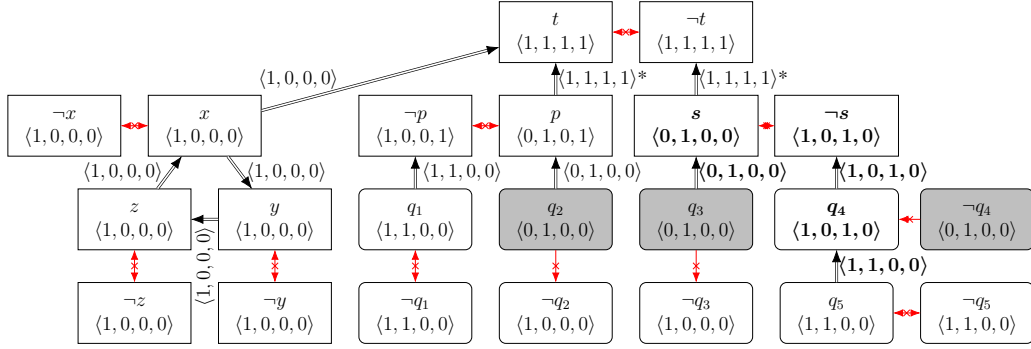 t
⟨1, 1, 1, 1⟩
¬t
⟨1, 1, 1, 1⟩
⟨1, 0, 0, 0⟩
⟨1, 1, 1, 1⟩*
⟨1, 1, 1, 1⟩*
¬x
⟨1, 0, 0, 0⟩
x
⟨1, 0, 0, 0⟩
¬p
⟨1, 0, 0, 1⟩
p
⟨0, 1, 0, 1⟩
s
⟨0, 1, 0, 0⟩
¬s
⟨1, 0, 1, 0⟩
⟨1, 0, 0, 0⟩
⟨1, 0, 0, 0⟩
⟨1, 1, 0, 0⟩
⟨0, 1, 0, 0⟩
⟨0, 1, 0, 0⟩
⟨1, 0, 1, 0⟩
z
⟨1, 0, 0, 0⟩
y
⟨1, 0, 0, 0⟩
q₁
⟨1, 1, 0, 0⟩
q₂
⟨0, 1, 0, 0⟩
q₃
⟨0, 1, 0, 0⟩
q₄
⟨1, 0, 1, 0⟩
¬q₄
⟨0, 1, 0, 0⟩
⟨1, 0, 0, 0⟩
⟨1, 1, 0, 0⟩
¬z
⟨1, 0, 0, 0⟩
¬y
⟨1, 0, 0, 0⟩
¬q₁
⟨1, 1, 0, 0⟩
¬q₂
⟨1, 0, 0, 0⟩
¬q₃
⟨1, 0, 0, 0⟩
q₅
⟨1, 1, 0, 0⟩
¬q₅
⟨1, 1, 0, 0⟩